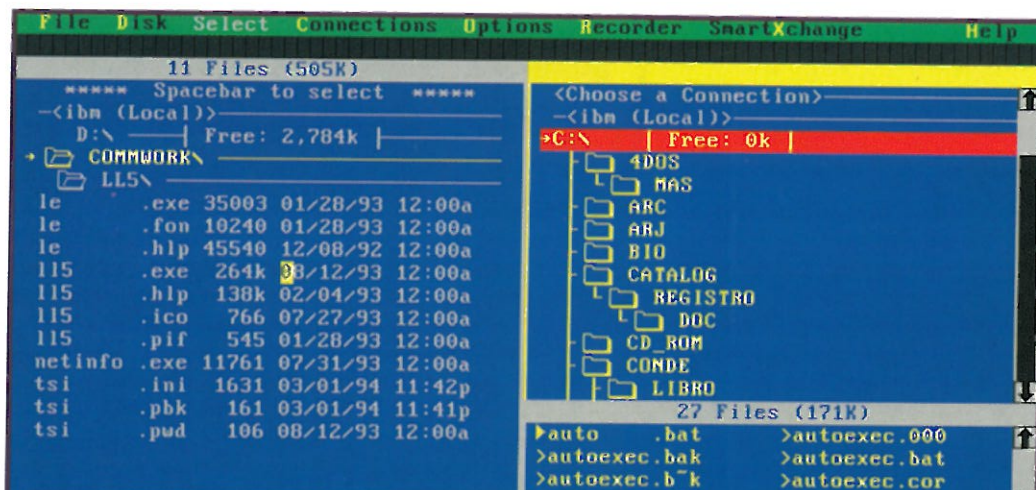 File Disk Select Connections Options Recorder SmartXchange Help
11 Files (505K)
***** Spacebar to select *****
<ibm (Local)>
D:\ Free: 2,784k
COMMWORK\
LL5\
le .exe 35003 01/28/93 12:00a
le .fon 10240 01/28/93 12:00a
le .hlp 45540 12/08/92 12:00a
ll5 .exe 264k 08/12/93 12:00a
ll5 .hlp 138k 02/04/93 12:00a
ll5 .ico 766 07/27/93 12:00a
ll5 .pif 545 01/28/93 12:00a
netinfo .exe 11761 07/31/93 12:00a
tsi .ini 1631 03/01/94 11:42p
tsi .pbk 161 03/01/94 11:41p
tsi .pwd 106 08/12/93 12:00a
<Choose a Connection>
<ibm (Local)>
C:\ Free: 0k
4DOS
MAS
ARC
ARJ
BIO
CATALOG
REGISTRO
DOC
CD_ROM
CONDE
LIBRO
27 Files (171K)
auto .bat >autoexec.000
>autoexec.bak >autoexec.bat
>autoexec.b~k >autoexec.cor